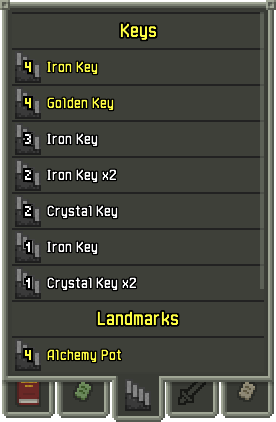 Keys
4 Iron Key
4 Golden Key
3 Iron Key
2 Iron Key x2
2 Crystal Key
1 Iron Key
1 Crystal Key x2
Landmarks
4 Alchemy Pot